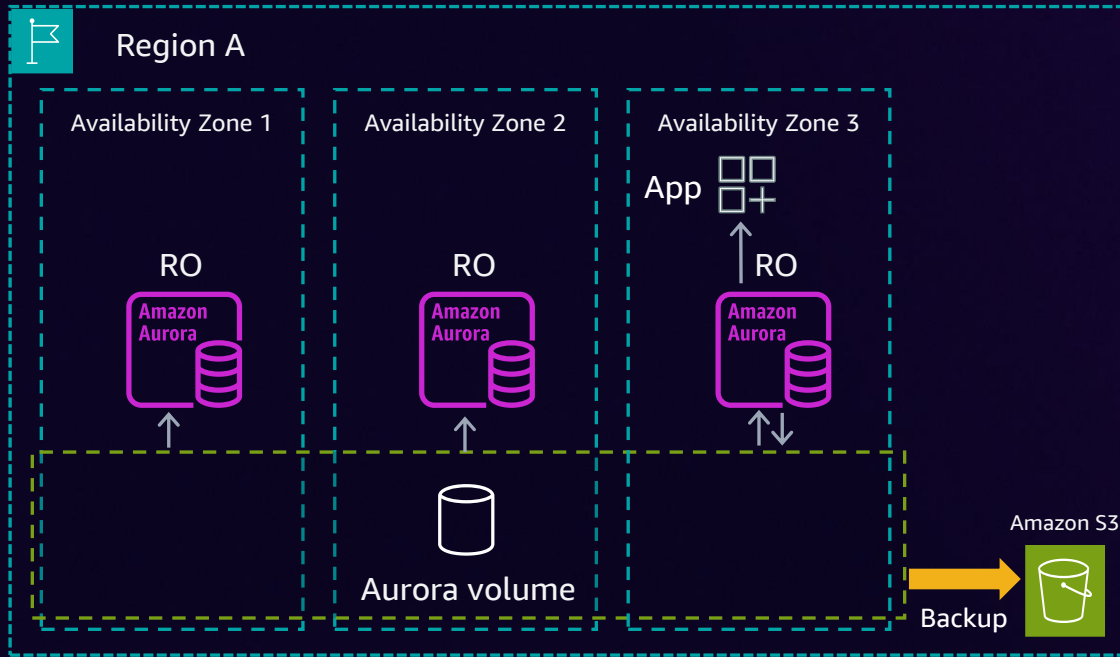 Region A
Availability Zone 1
Availability Zone 2
Availability Zone 3
App
RO
RO
RO
Amazon
Aurora
Amazon
Aurora
Amazon
Aurora
Aurora volume
Amazon S3
Backup